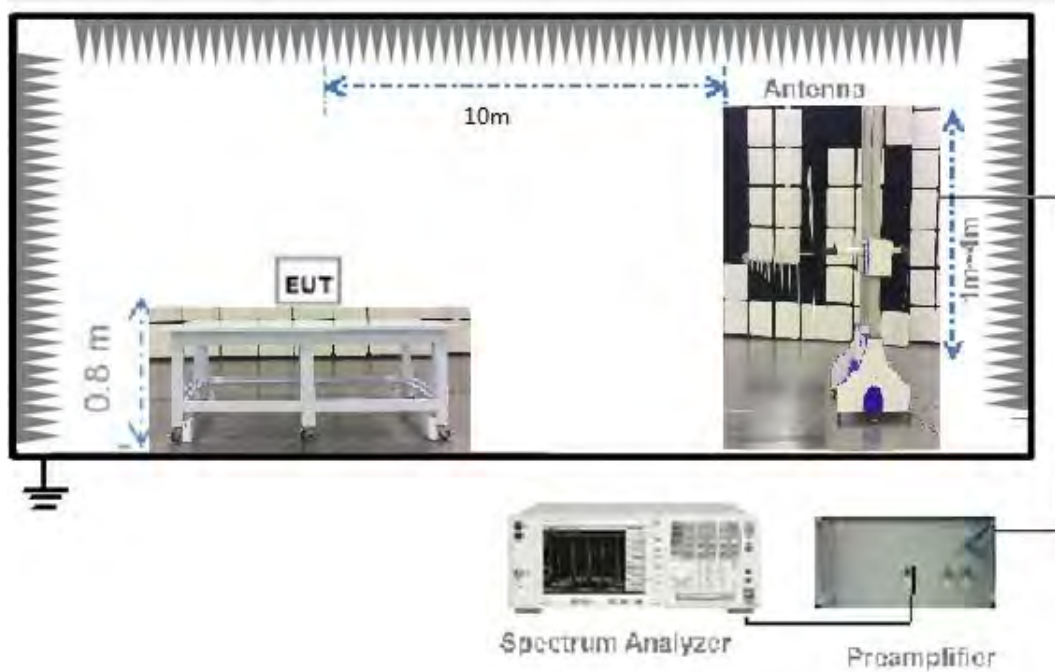 Antenna
10m
1m~4m
EUT
0.8 m
Spectrum Analyzer
Preamplifier